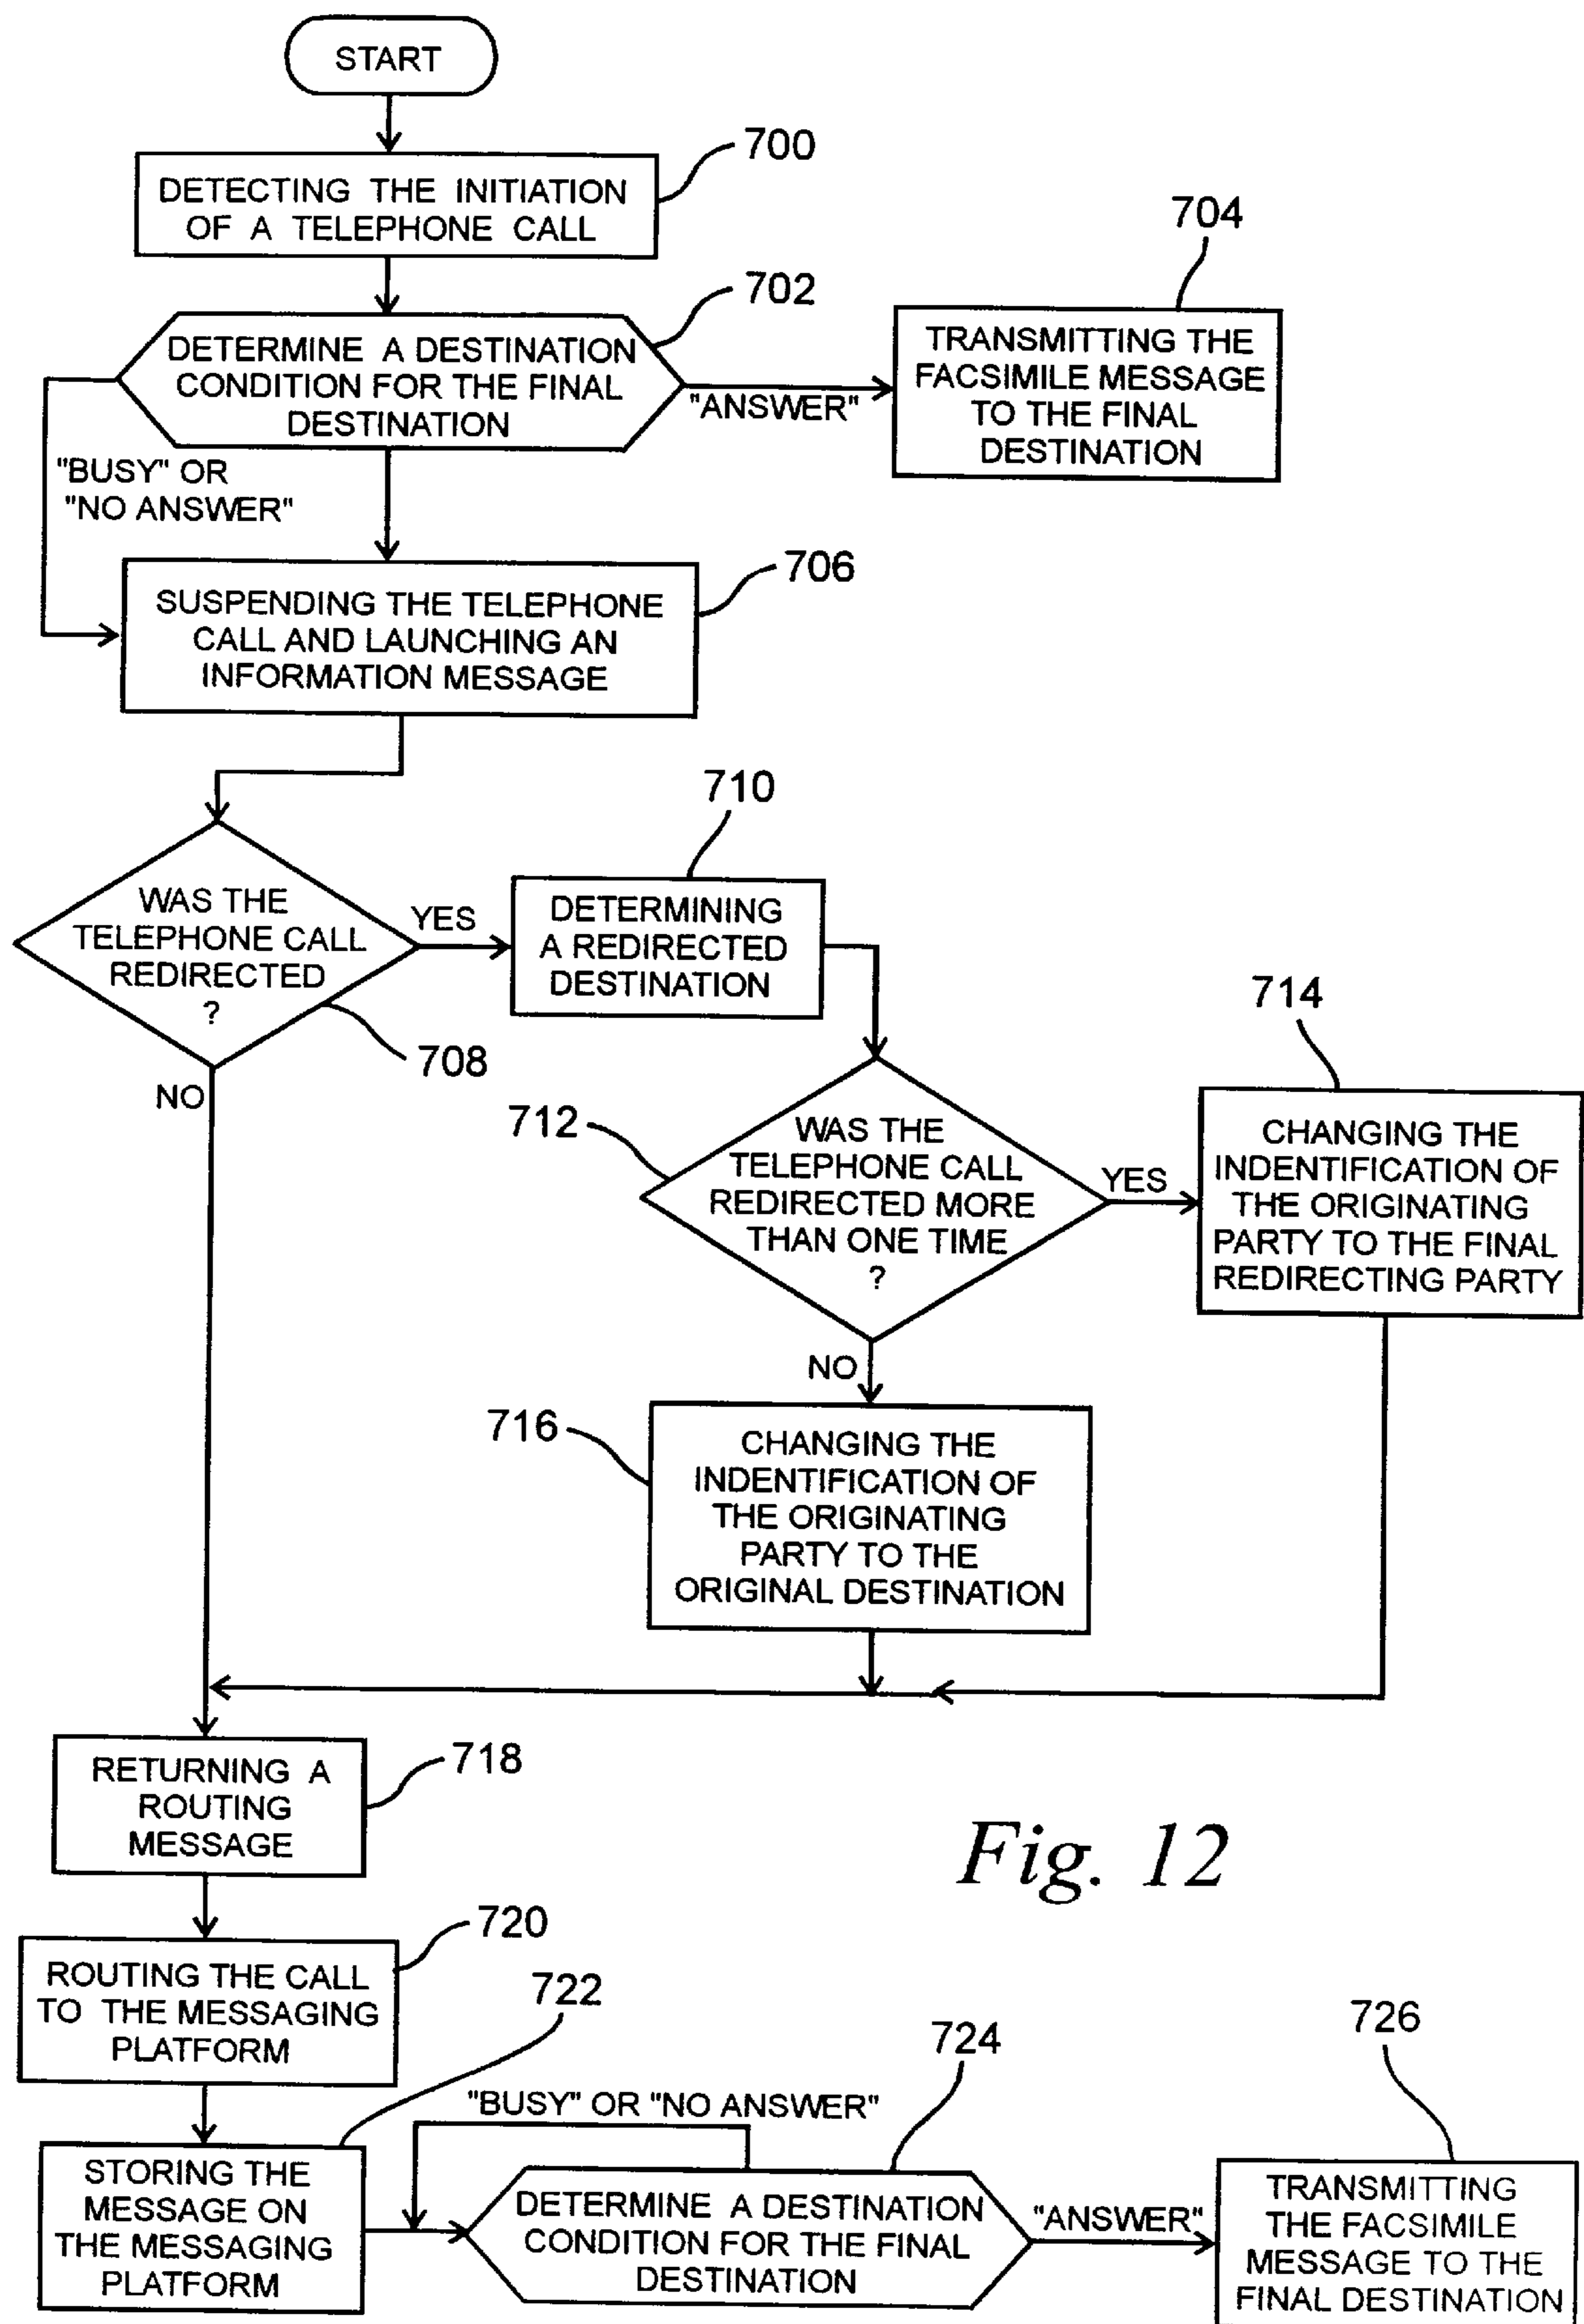 START
700
DETECTING THE INITIATION
OF A TELEPHONE CALL
704
702
DETERMINE A DESTINATION
CONDITION FOR THE FINAL
DESTINATION
"ANSWER"
TRANSMITTING THE
FACSIMILE MESSAGE
TO THE FINAL
DESTINATION
"BUSY" OR
"NO ANSWER"
706
SUSPENDING THE TELEPHONE
CALL AND LAUNCHING AN
INFORMATION MESSAGE
710
WAS THE
TELEPHONE CALL
REDIRECTED
?
YES
DETERMINING
A REDIRECTED
DESTINATION
708
NO
714
712
WAS THE
TELEPHONE CALL
REDIRECTED MORE
THAN ONE TIME
?
YES
CHANGING THE
INDENTIFICATION OF
THE ORIGINATING
PARTY TO THE FINAL
REDIRECTING PARTY
NO
716
CHANGING THE
INDENTIFICATION OF
THE ORIGINATING
PARTY TO THE
ORIGINAL DESTINATION
718
RETURNING A
ROUTING
MESSAGE
Fig. 12
720
ROUTING THE CALL
TO THE MESSAGING
PLATFORM
722
724
726
"BUSY" OR "NO ANSWER"
STORING THE
MESSAGE ON
THE MESSAGING
PLATFORM
DETERMINE A DESTINATION
CONDITION FOR THE FINAL
DESTINATION
"ANSWER"
TRANSMITTING
THE FACSIMILE
MESSAGE TO THE
FINAL DESTINATION